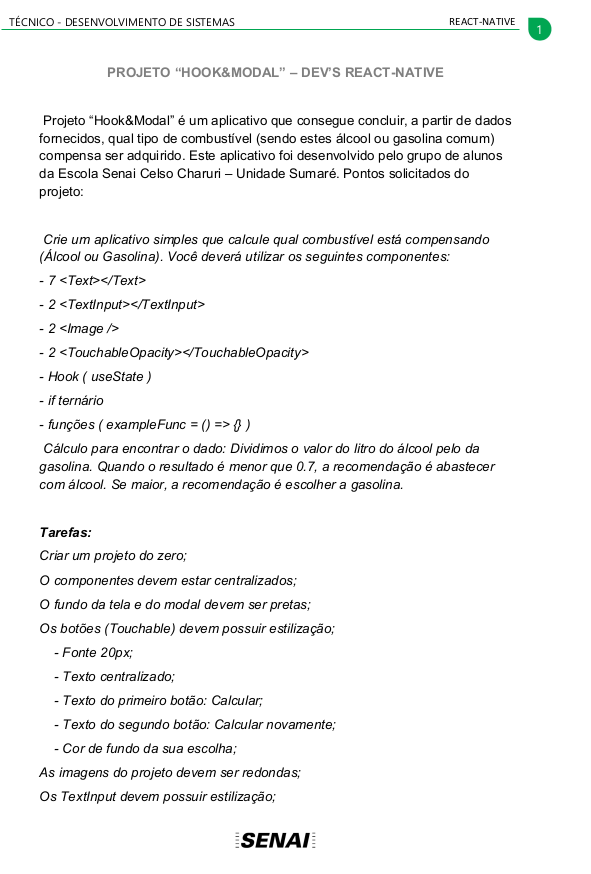 TÉCNICO - DESENVOLVIMENTO DE SISTEMAS
REACT-NATIVE
1
PROJETO “HOOK&MODAL” – DEV’S REACT-NATIVE
Projeto “Hook&Modal” é um aplicativo que consegue concluir, a partir de dados
fornecidos, qual tipo de combustível (sendo estes álcool ou gasolina comum)
compensa ser adquirido. Este aplicativo foi desenvolvido pelo grupo de alunos
da Escola Senai Celso Charuri – Unidade Sumaré. Pontos solicitados do
projeto:
Crie um aplicativo simples que calcule qual combustível está compensando
(Álcool ou Gasolina). Você deverá utilizar os seguintes componentes:
- 7 <Text></Text>
- 2 <TextInput></TextInput>
- 2 <Image />
- 2 <TouchableOpacity></TouchableOpacity>
- Hook ( useState )
- if ternário
- funções ( exampleFunc = () => {} )
Cálculo para encontrar o dado: Dividimos o valor do litro do álcool pelo da
gasolina. Quando o resultado é menor que 0.7, a recomendação é abastecer
com álcool. Se maior, a recomendação é escolher a gasolina.
Tarefas:
Criar um projeto do zero;
O componentes devem estar centralizados;
O fundo da tela e do modal devem ser pretas;
Os botões (Touchable) devem possuir estilização;
- Fonte 20px;
- Texto centralizado;
- Texto do primeiro botão: Calcular;
- Texto do segundo botão: Calcular novamente;
- Cor de fundo da sua escolha;
As imagens do projeto devem ser redondas;
Os TextInput devem possuir estilização;
SENAI